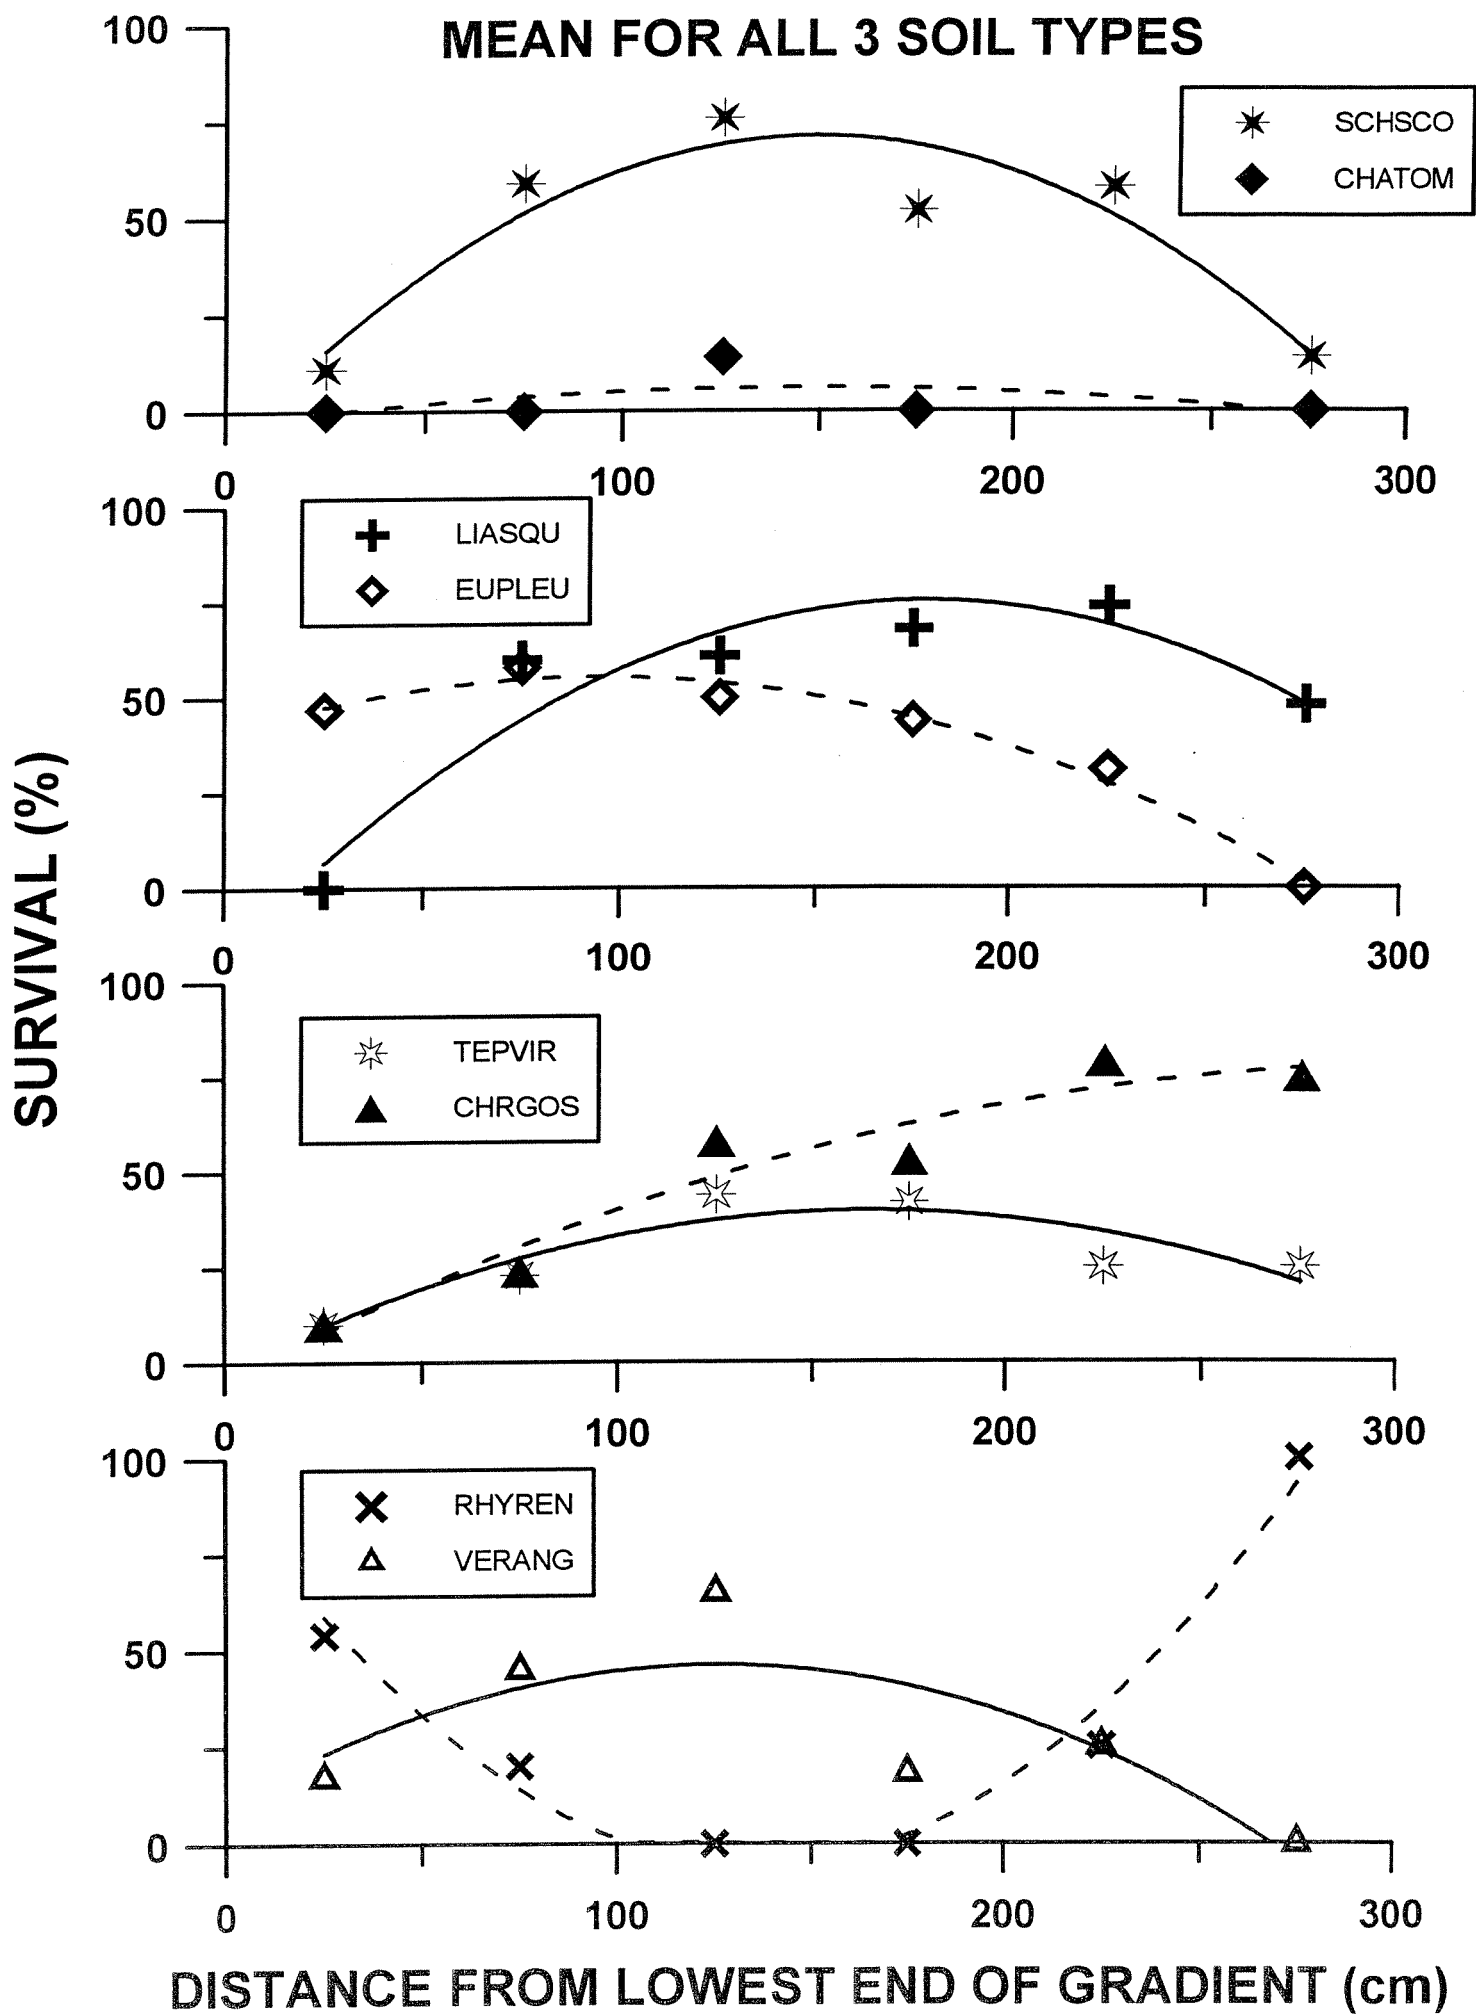 MEAN FOR ALL 3 SOIL TYPES
100
SCHSCO
CHATOM
50
0
0 100 200 300
100
LIASQU
EUPLEU
50
0
0 100 200 300
SURVIVAL (%)
100
TEPVIR
CHRGOS
50
0
0 100 200 300
100
RHYREN
VERANG
50
0
0 100 200 300
DISTANCE FROM LOWEST END OF GRADIENT (cm)